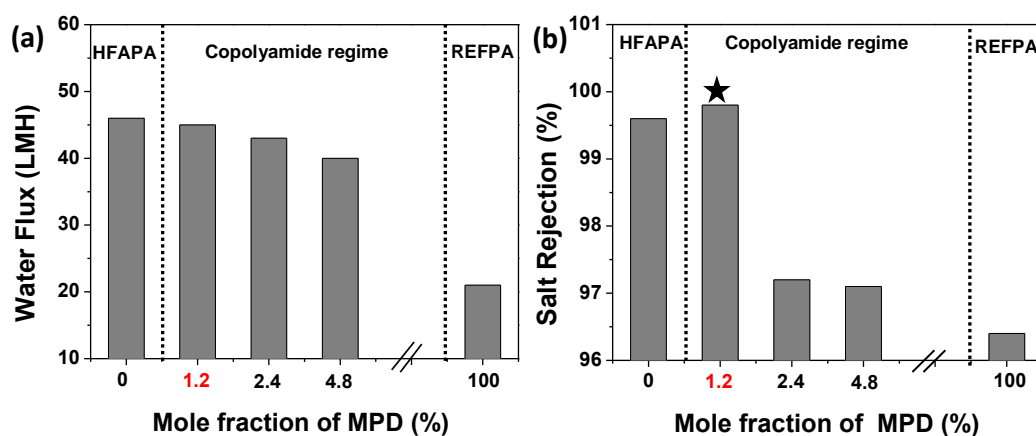 (a)
HFAPA
Copolyamide regime
REFPA
Water Flux (LMH)
60
50
40
30
20
10
0
1.2
2.4
4.8
100
Mole fraction of MPD (%)
(b)
HFAPA
Copolyamide regime
REFPA
Salt Rejection (%)
101
100
99
98
97
96
0
1.2
2.4
4.8
100
Mole fraction of MPD (%)